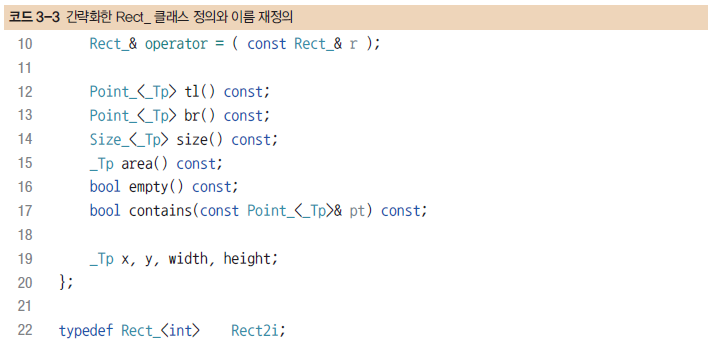 코드 3-3 간략화한 Rect_ 클래스 정의와 이름 재정의
10 Rect_& operator = ( const Rect_& r );
11
12 Point_<_Tp> tl() const;
13 Point_<_Tp> br() const;
14 Size_<_Tp> size() const;
15 _Tp area() const;
16 bool empty() const;
17 bool contains(const Point_<_Tp>& pt) const;
18
19 _Tp x, y, width, height;
20 };
21
22 typedef Rect_<int> Rect2i;